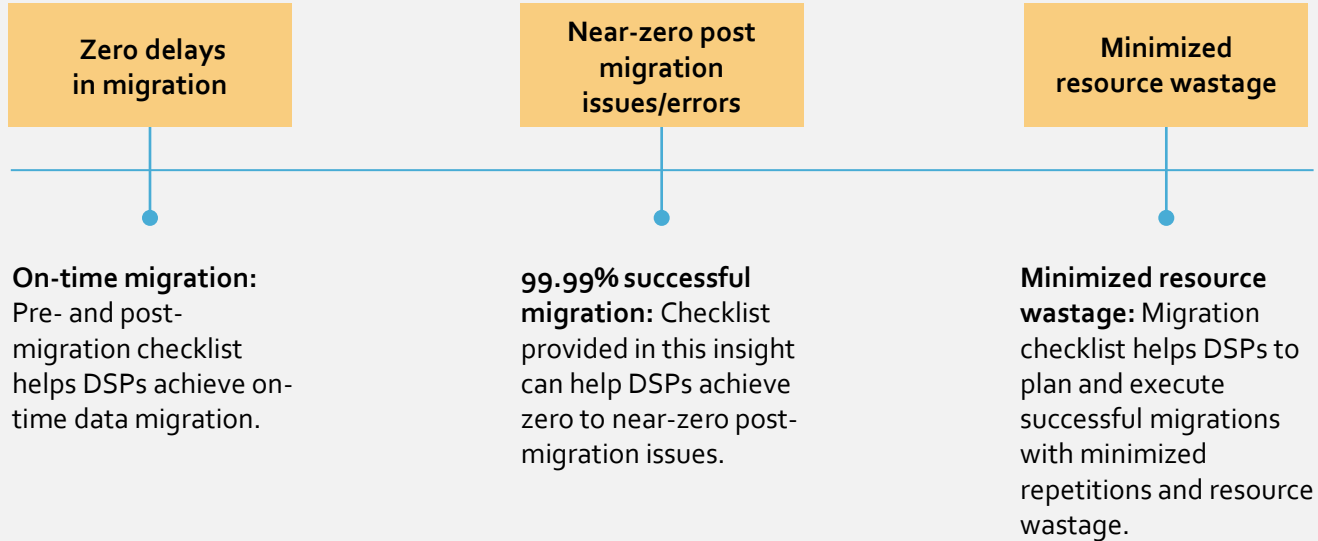 Zero delays
in migration
Near-zero post
migration
issues/errors
Minimized
resource wastage
On-time migration:
Pre- and post-
migration checklist
helps DSPs achieve on-
time data migration.
99.99% successful
migration: Checklist
provided in this insight
can help DSPs achieve
zero to near-zero post-
migration issues.
Minimized resource
wastage: Migration
checklist helps DSPs to
plan and execute
successful migrations
with minimized
repetitions and resource
wastage.